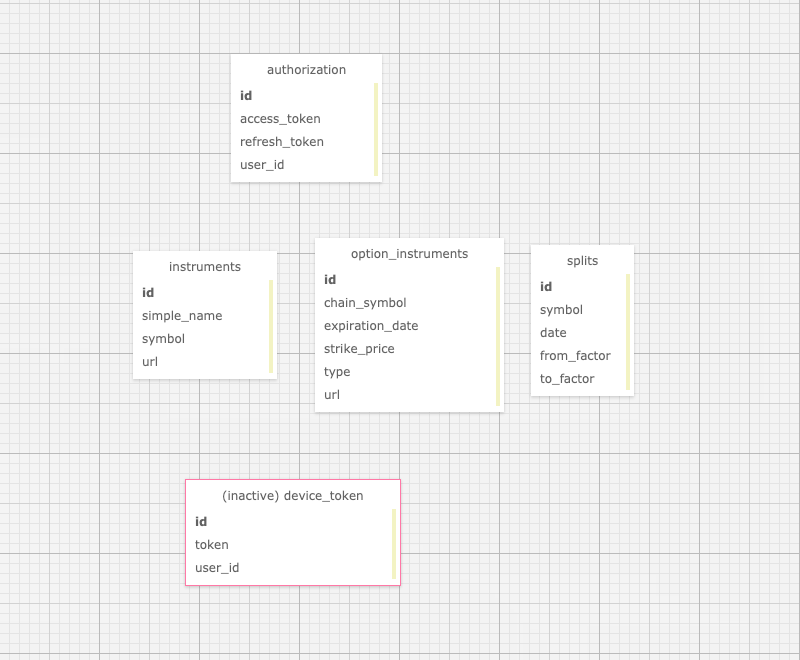 authorization
id
access_token
refresh_token
user_id
instruments
id
simple_name
symbol
url
option_instruments
id
chain_symbol
expiration_date
strike_price
type
url
splits
id
symbol
date
from_factor
to_factor
(inactive) device_token
id
token
user_id